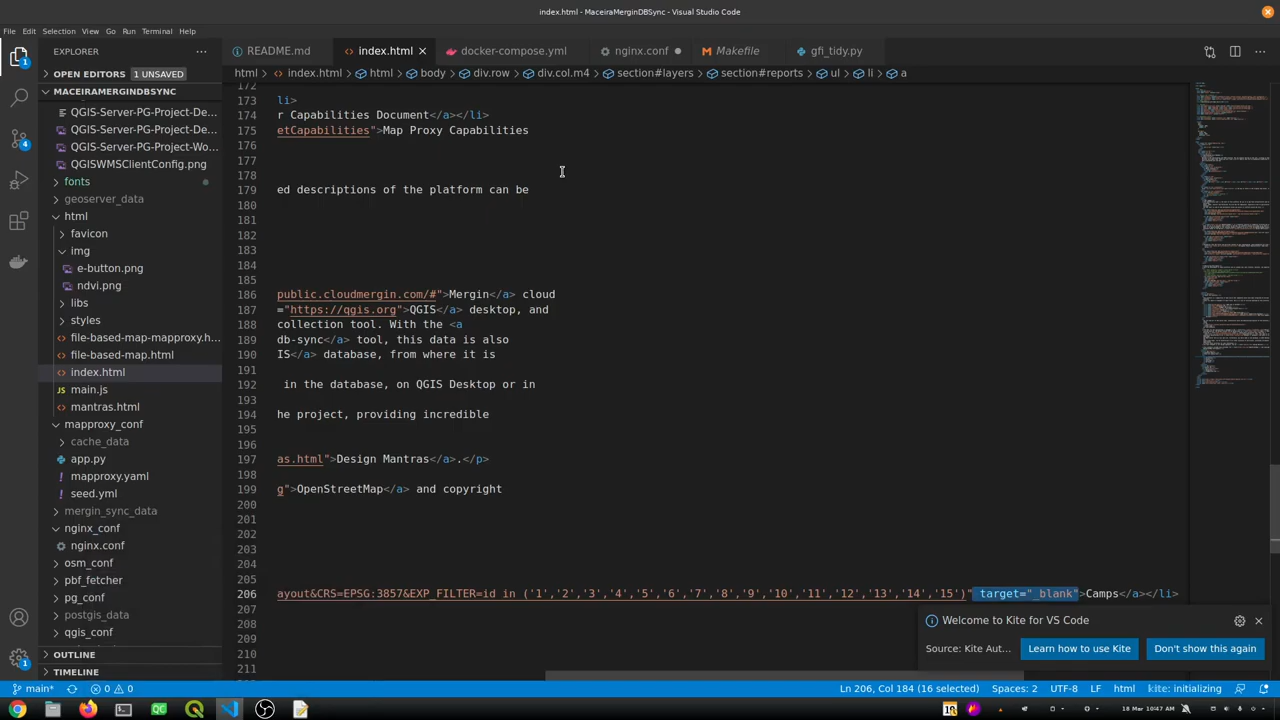 index.html - MaceiraMerginDBSync - Visual Studio Code
File Edit Selection View Go Run Terminal Help
EXPLORER
README.md
index.html
docker-compose.yml
nginx.conf
Makefile
gfi_tidy.py
OPEN EDITORS 1 UNSAVED
html > index.html > html > body > div.row > div.col.m4 > section#layers > section#reports > ul > li > a
MACEIRAMERGINDBSYNC
QGIS-Server-PG-Project-De...
QGIS-Server-PG-Project-De...
QGIS-Server-PG-Project-Wo...
QGISWMSClientConfig.png
fonts
geoserver_data
html
favicon
img
e-button.png
ndvi.png
libs
styles
file-based-map-mapproxy.h...
file-based-map.html
index.html
main.js
mantras.html
mapproxy_conf
cache_data
app.py
mapproxy.yaml
seed.yml
mergin_sync_data
nginx_conf
nginx.conf
osm_conf
pbf_fetcher
pg_conf
postgis_data
qgis_conf
OUTLINE
TIMELINE
172
173 li>
174 r Capabilities Document</a></li>
175 etCapabilities">Map Proxy Capabilities
176
177
178
179 ed descriptions of the platform can be
180
181
182
183
184
185
186 public.cloudmergin.com/#">Mergin</a> cloud
187 ="https://qgis.org">QGIS</a> desktop, and
188 collection tool. With the <a
189 db-sync</a> tool, this data is also
190 IS</a> database, from where it is
191
192 in the database, on QGIS Desktop or in
193
194 he project, providing incredible
195
196
197 as.html">Design Mantras</a>.</p>
198
199 g">OpenStreetMap</a> and copyright
200
201
202
203
204
205
206 ayout&CRS=EPSG:3857&EXP_FILTER=id in ('1','2','3','4','5','6','7','8','9','10','11','12','13','14','15')" target="_blank">Camps</a></li>
207
208
209
210
211
Welcome to Kite for VS Code
Source: Kite Aut...
Learn how to use Kite
Don't show this again
4
1
main* 0 0
Ln 206, Col 184 (16 selected)
Spaces: 2
UTF-8
LF
html
kite: initializing
18 Mar 10:47 AM